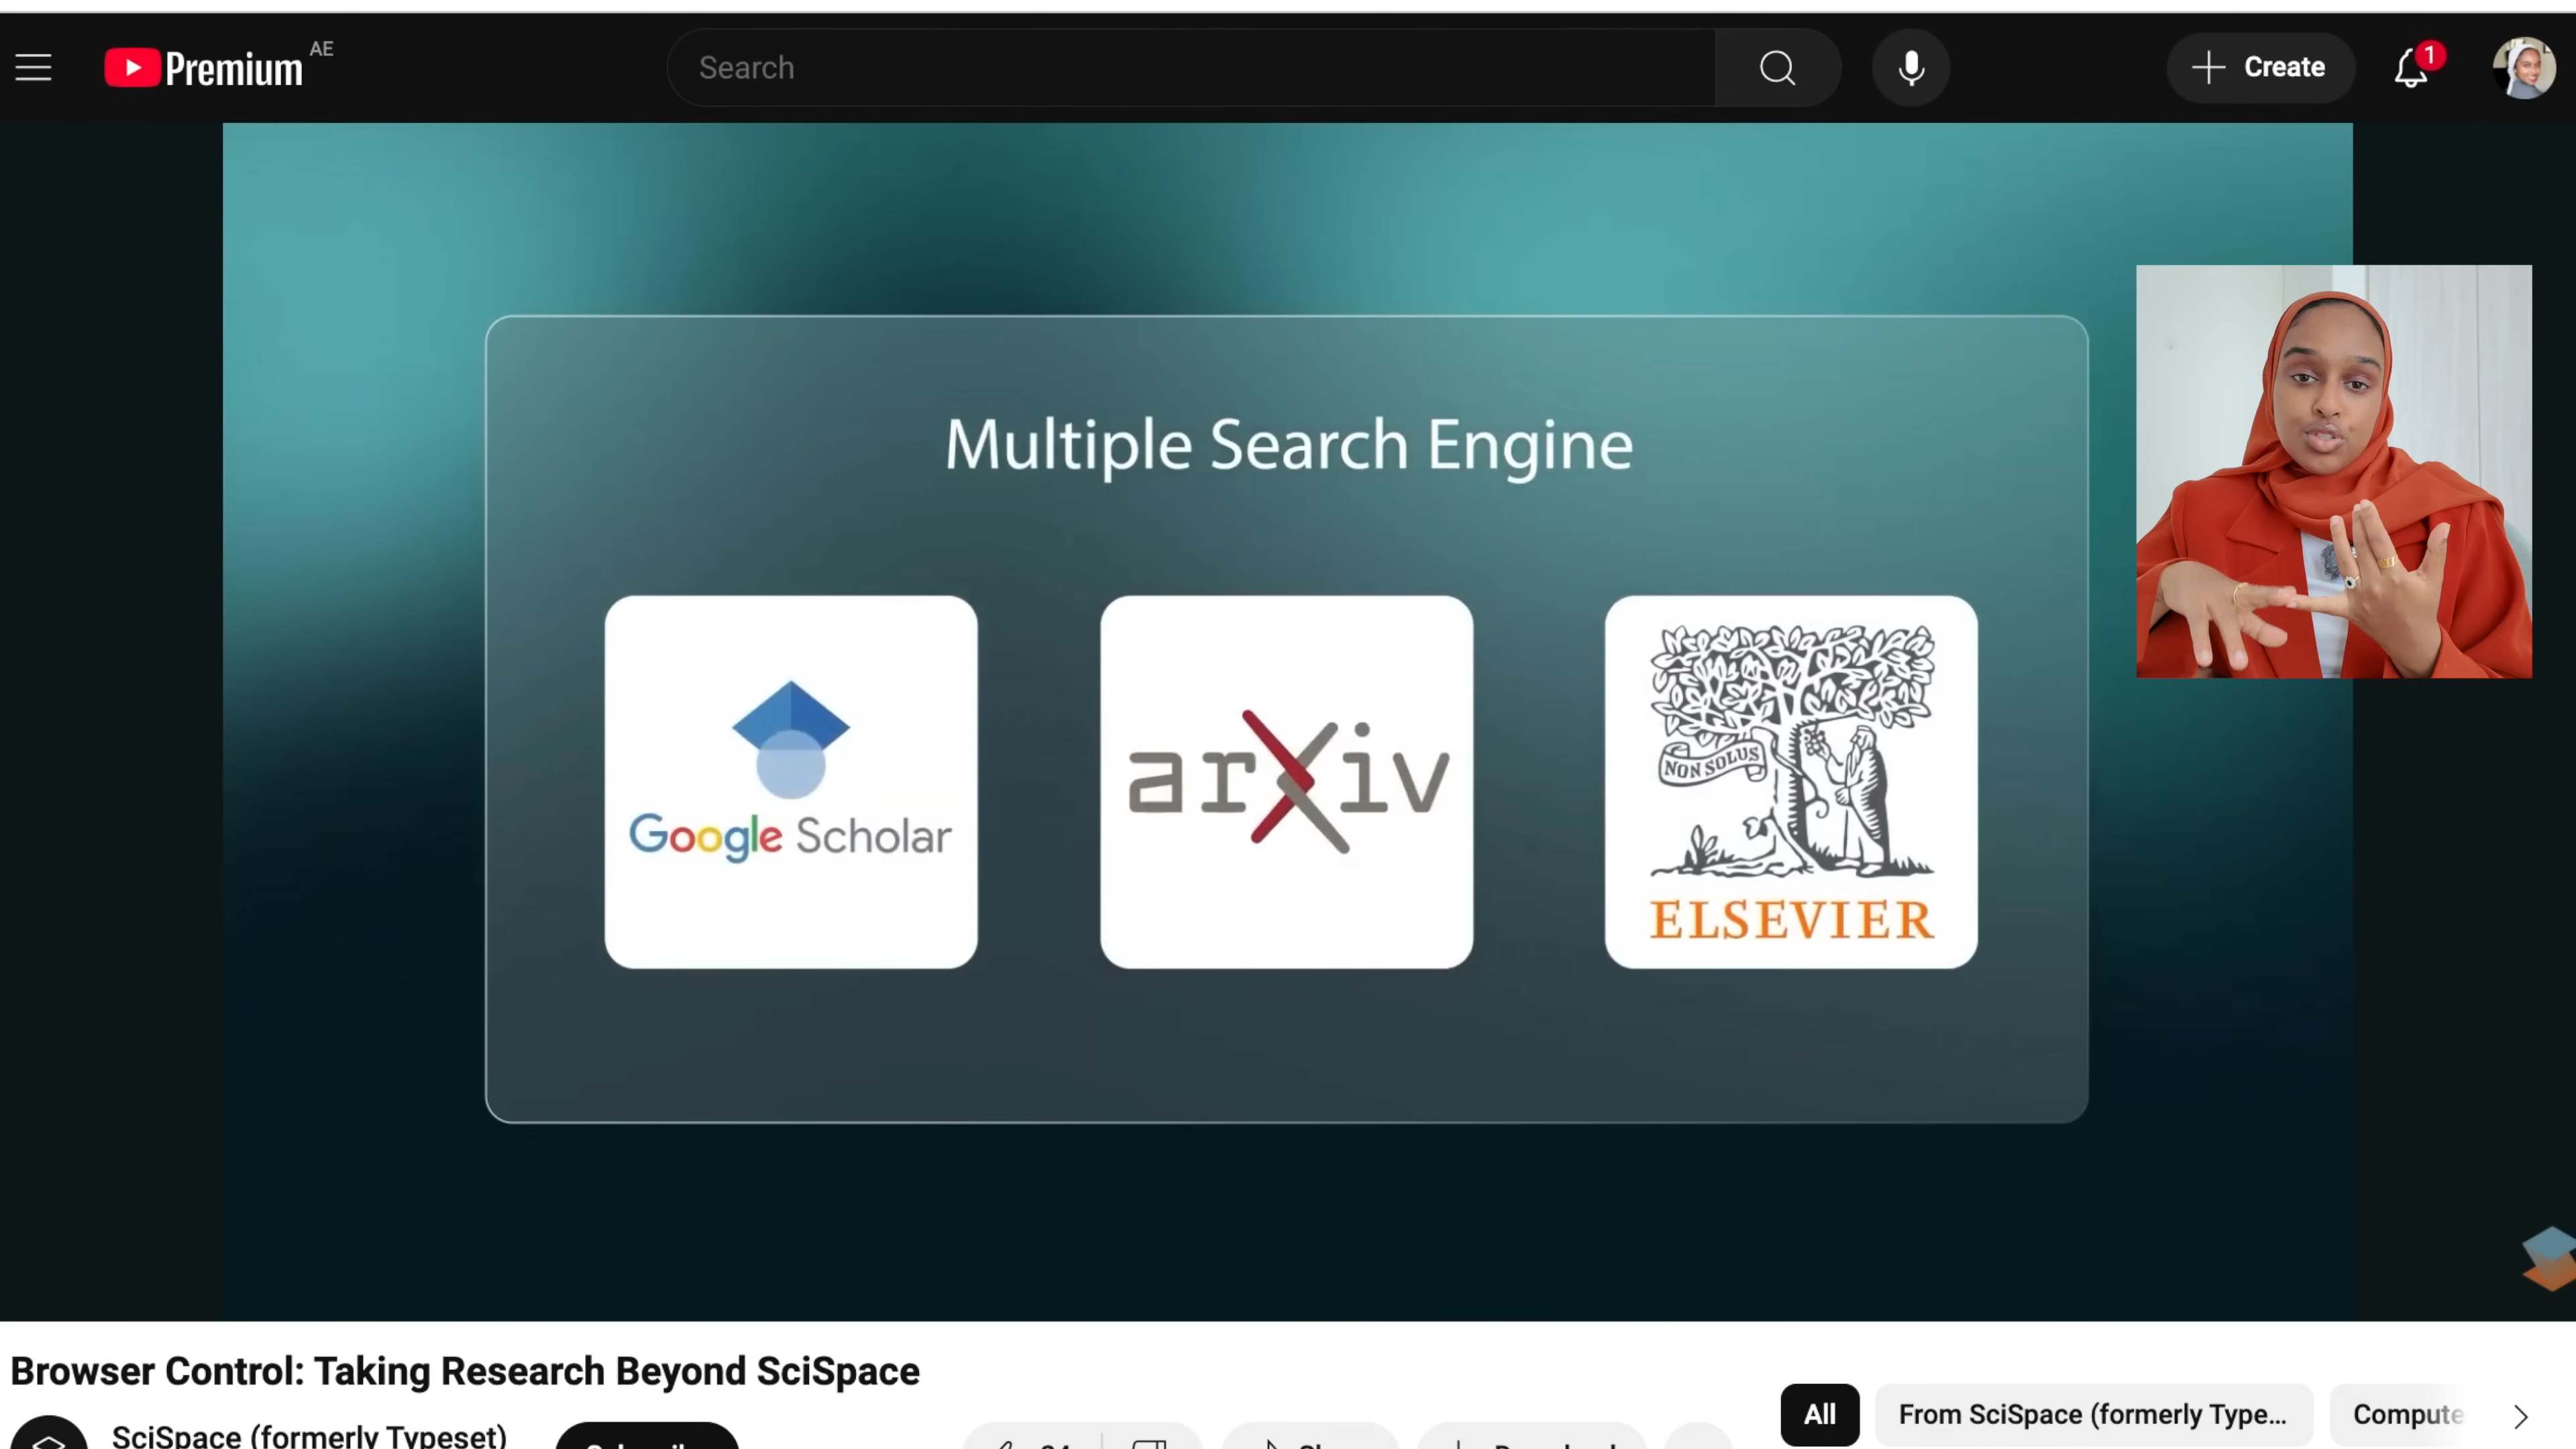 Premium AE
Search
Create
1
Multiple Search Engine
Google Scholar
arXiv
NON SOLUS
ELSEVIER
Browser Control: Taking Research Beyond SciSpace
All
From SciSpace (formerly Type...
Compute
SciSpace (formerly Typeset)